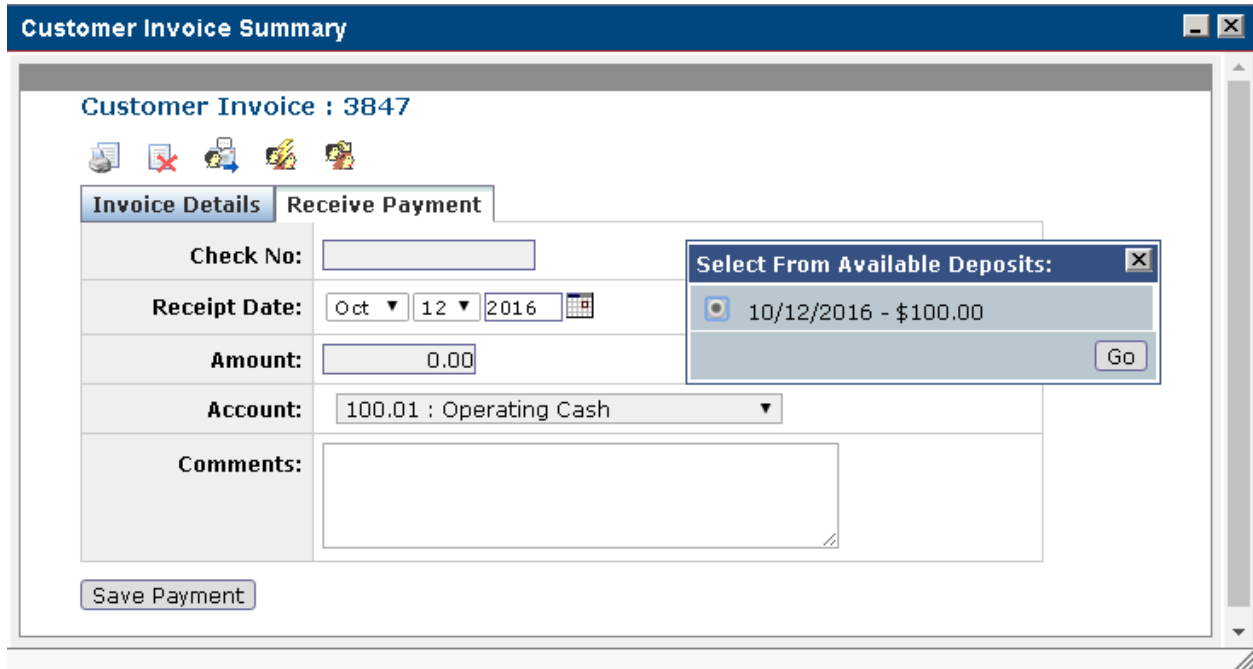 Customer Invoice Summary
Customer Invoice : 3847
Invoice Details Receive Payment
Check No:
Select From Available Deposits:
Receipt Date: Oct 12 2016
10/12/2016 - $100.00
Amount: 0.00
Go
Account: 100.01 : Operating Cash
Comments:
Save Payment